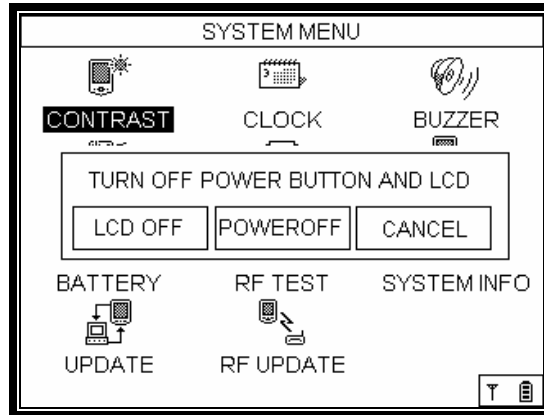 SYSTEM MENU
CONTRAST CLOCK BUZZER
TURN OFF POWER BUTTON AND LCD
LCD OFF POWEROFF CANCEL
BATTERY RF TEST SYSTEM INFO
UPDATE RF UPDATE